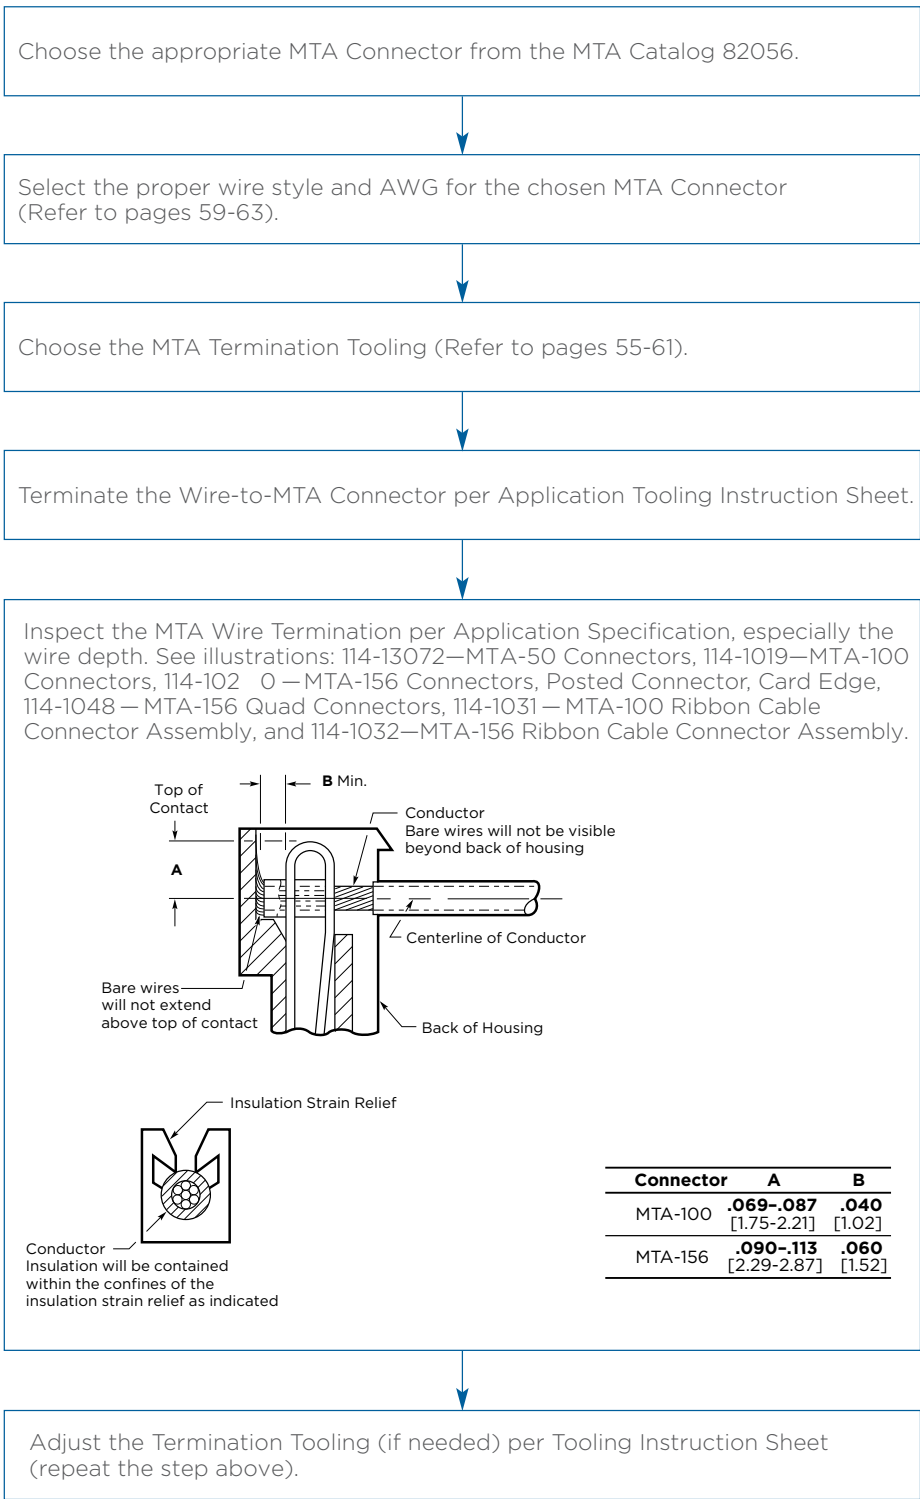 Choose the appropriate MTA Connector from the MTA Catalog 82056.
Select the proper wire style and AWG for the chosen MTA Connector
(Refer to pages 59-63).
Choose the MTA Termination Tooling (Refer to pages 55-61).
Terminate the Wire-to-MTA Connector per Application Tooling Instruction Sheet.
Inspect the MTA Wire Termination per Application Specification, especially the
wire depth. See illustrations: 114-13072—MTA-50 Connectors, 114-1019—MTA-100
Connectors, 114-102   0 — MTA-156 Connectors, Posted Connector, Card Edge,
114-1048 — MTA-156 Quad Connectors, 114-1031 — MTA-100 Ribbon Cable
Connector Assembly, and 114-1032—MTA-156 Ribbon Cable Connector Assembly.
Top of
Contact
B Min.
A
Conductor
Bare wires will not be visible
beyond back of housing
Centerline of Conductor
Bare wires
will not extend
above top of contact
Back of Housing
Insulation Strain Relief
Conductor
Insulation will be contained
within the confines of the
insulation strain relief as indicated
Connector A B
MTA-100 .069–.087 .040
[1.75-2.21] [1.02]
MTA-156 .090–.113 .060
[2.29-2.87] [1.52]
Adjust the Termination Tooling (if needed) per Tooling Instruction Sheet
(repeat the step above).